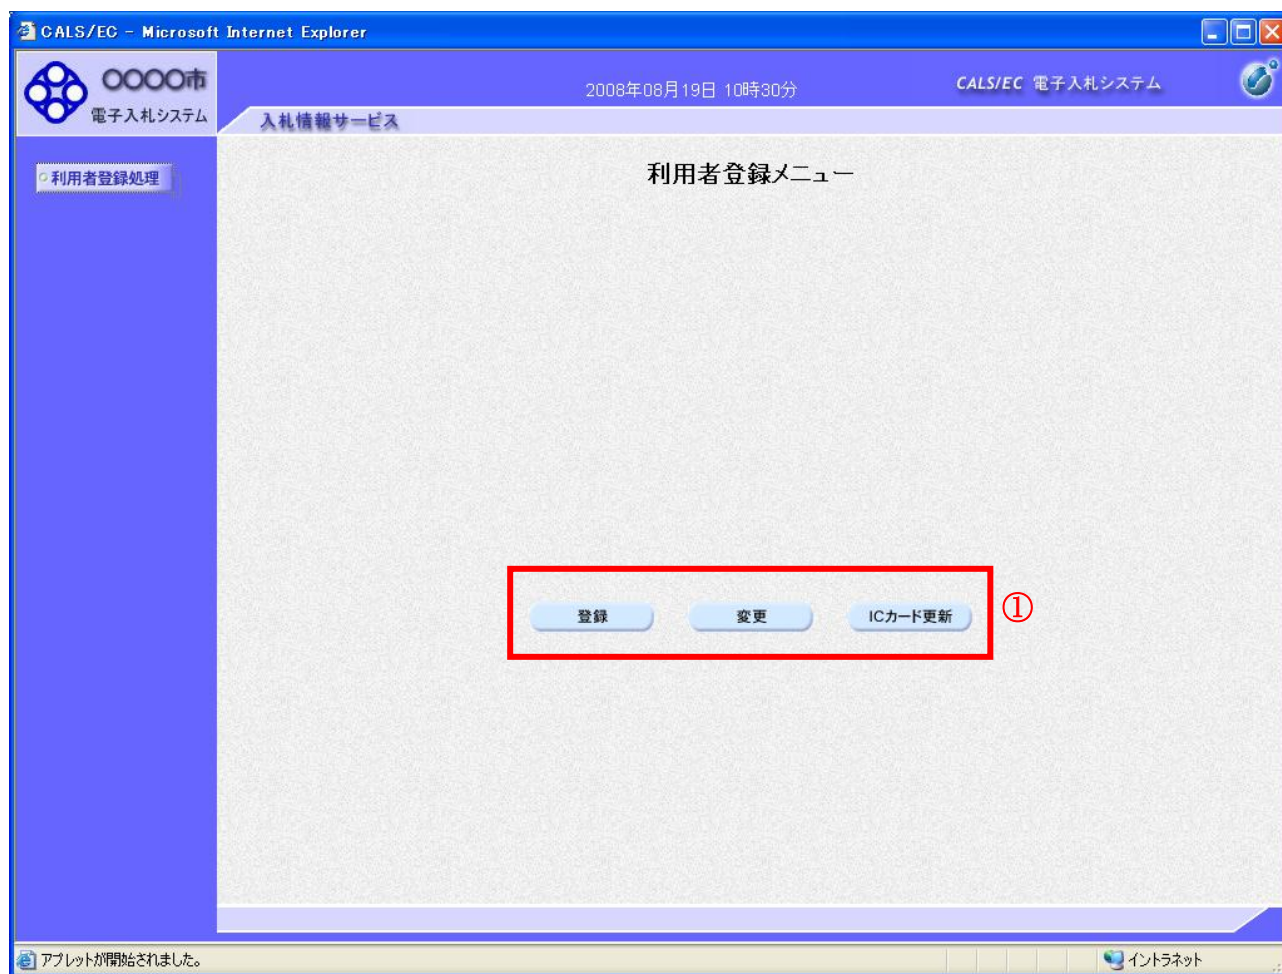 CALS/EC - Microsoft Internet Explorer
〇〇〇〇市
電子入札システム
2008年08月19日 10時30分
CALS/EC 電子入札システム
入札情報サービス
利用者登録処理
利用者登録メニュー
登録 変更 ICカード更新 ①
アプレットが開始されました。 イントラネット